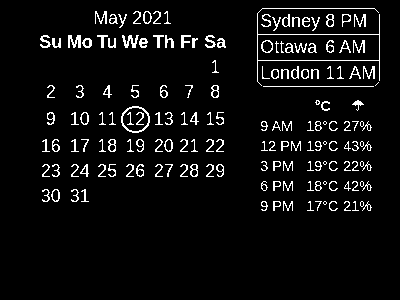 May 2021
Su Mo Tu We Th Fr Sa
1
2 3 4 5 6 7 8
9 10 11 12 13 14 15
16 17 18 19 20 21 22
23 24 25 26 27 28 29
30 31
Sydney 8 PM
Ottawa 6 AM
London 11 AM
°C ☂
9 AM 18°C 27%
12 PM 19°C 43%
3 PM 19°C 22%
6 PM 18°C 42%
9 PM 17°C 21%